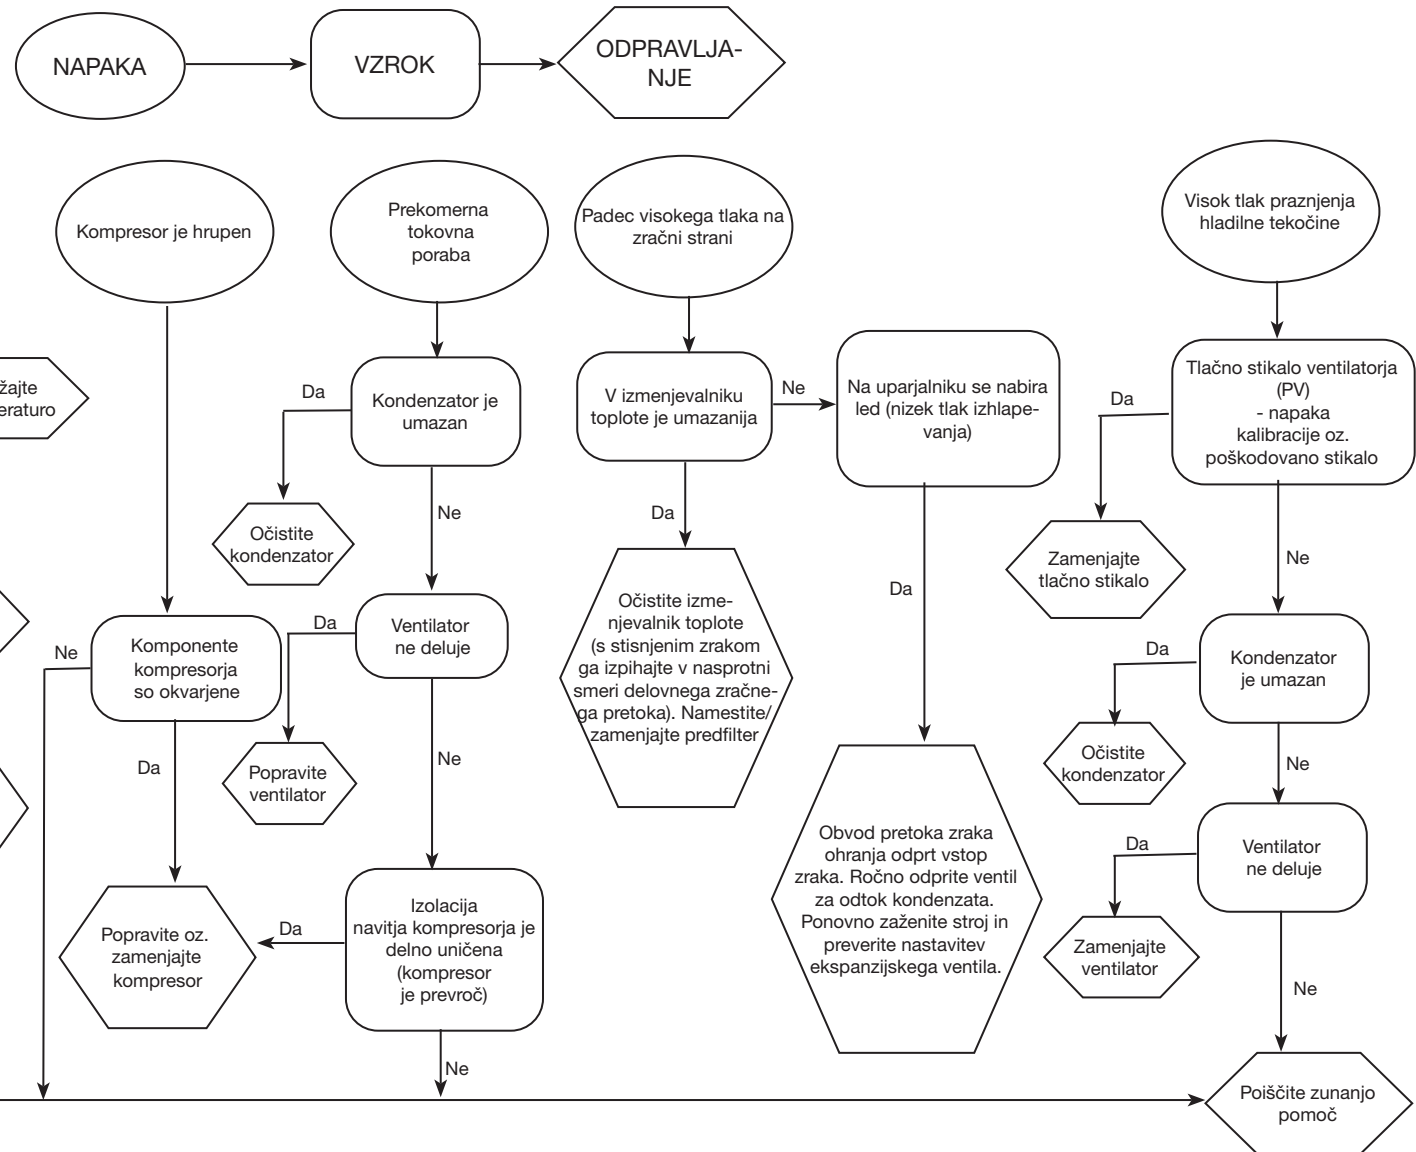 NAPAKA
VZROK
ODPRAVLJA-
NJE
Kompresor je hrupen
Prekomerna
tokovna
poraba
Padec visokega tlaka na
zračni strani
Visok tlak praznjenja
hladilne tekočine
žajte
eraturo
Da
Kondenzator je
umazan
V izmenjevalniku
toplote je umazanija
Ne
Na uparjalniku se nabira
led (nizek tlak izhlape-
vanja)
Da
Tlačno stikalo ventilatorja
(PV)
- napaka
kalibracije oz.
poškodovano stikalo
Očistite
kondenzator
Ne
Da
Da
Zamenjajte
tlačno stikalo
Ne
Ne
Komponente
kompresorja
so okvarjene
Da
Ventilator
ne deluje
Očistite izme-
njevalnik toplote
(s stisnjenim zrakom
ga izpihajte v nasprotni
smeri delovnega zračne-
ga pretoka). Namestite/
zamenjajte predfilter
Da
Kondenzator
je umazan
Da
Popravite
ventilator
Ne
Očistite
kondenzator
Ne
Obvod pretoka zraka
ohranja odprt vstop
zraka. Ročno odprite ventil
za odtok kondenzata.
Ponovno zaženite stroj in
preverite nastavitev
ekspanzijskega ventila.
Da
Ventilator
ne deluje
Popravite oz.
zamenjajte
kompresor
Da
Izolacija
navitja kompresorja je
delno uničena
(kompresor
je prevroč)
Zamenjajte
ventilator
Ne
Ne
Poiščite zunanjo
pomoč